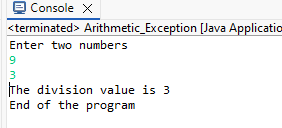 Console
<terminated> Arithmetic_Exception [Java Applicatio
Enter two numbers
9
3
The division value is 3
End of the program